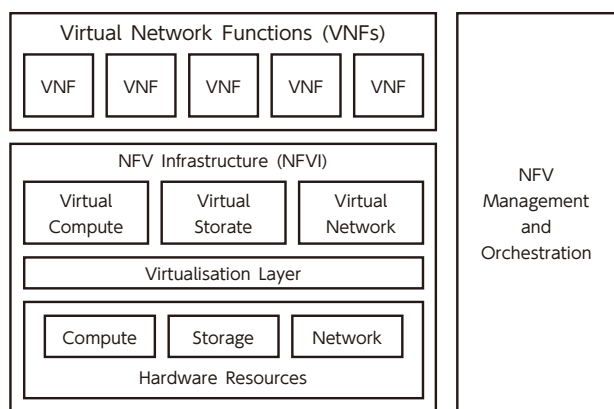 Virtual Network Functions (VNFs)
VNF
VNF
VNF
VNF
VNF
NFV Infrastructure (NFVI)
Virtual
Compute
Virtual
Storate
Virtual
Network
Virtualisation Layer
Compute
Storage
Network
Hardware Resources
NFV
Management
and
Orchestration